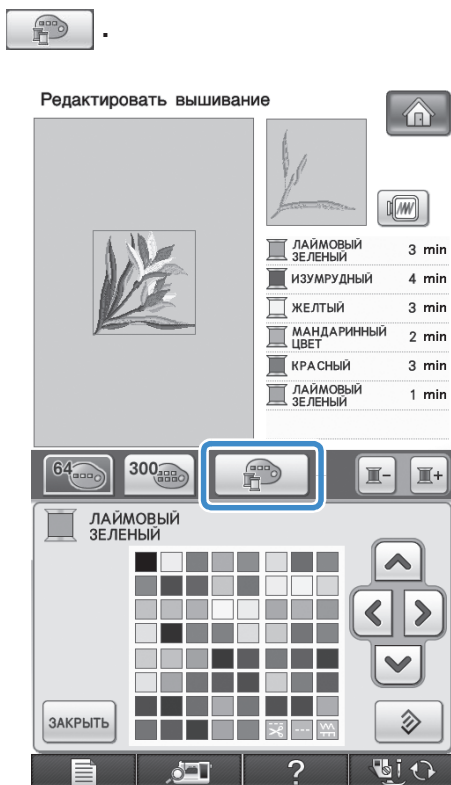 .
Редактировать вышивание
ЛАЙМОВЫЙ
ЗЕЛЕНЫЙ 3 min
ИЗУМРУДНЫЙ 4 min
ЖЕЛТЫЙ 3 min
МАНДАРИННЫЙ
ЦВЕТ 2 min
КРАСНЫЙ 3 min
ЛАЙМОВЫЙ
ЗЕЛЕНЫЙ 1 min
64 300 - +
ЛАЙМОВЫЙ
ЗЕЛЕНЫЙ
ЗАКРЫТЬ
?